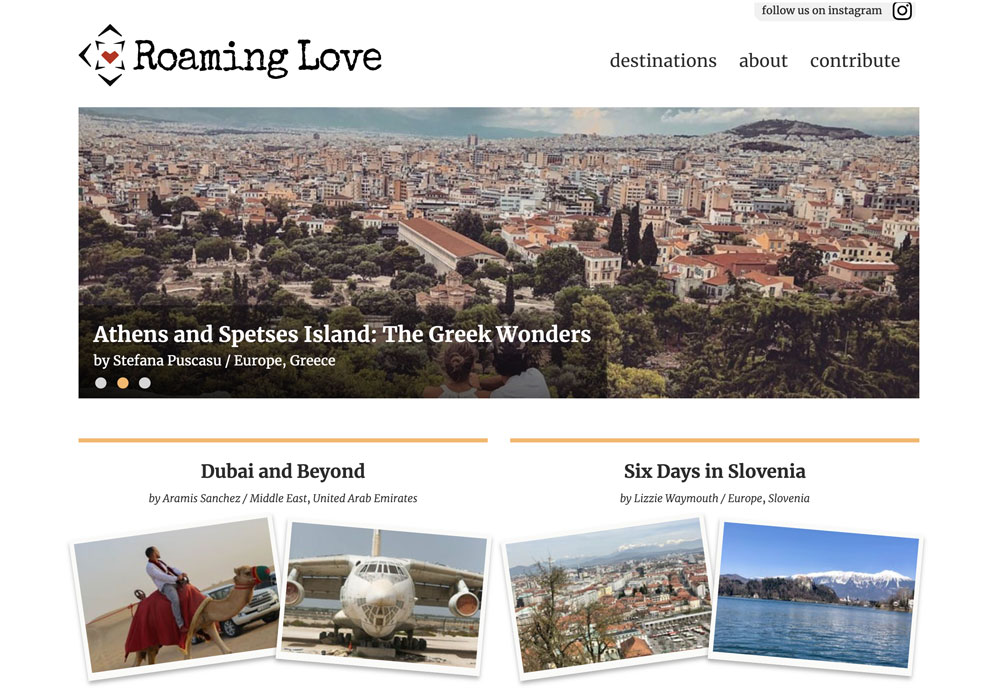 follow us on instagram
Roaming Love
destinations about contribute
Athens and Spetses Island: The Greek Wonders
by Stefana Puscasu / Europe, Greece
Dubai and Beyond
by Aramis Sanchez / Middle East, United Arab Emirates
Six Days in Slovenia
by Lizzie Waymouth / Europe, Slovenia